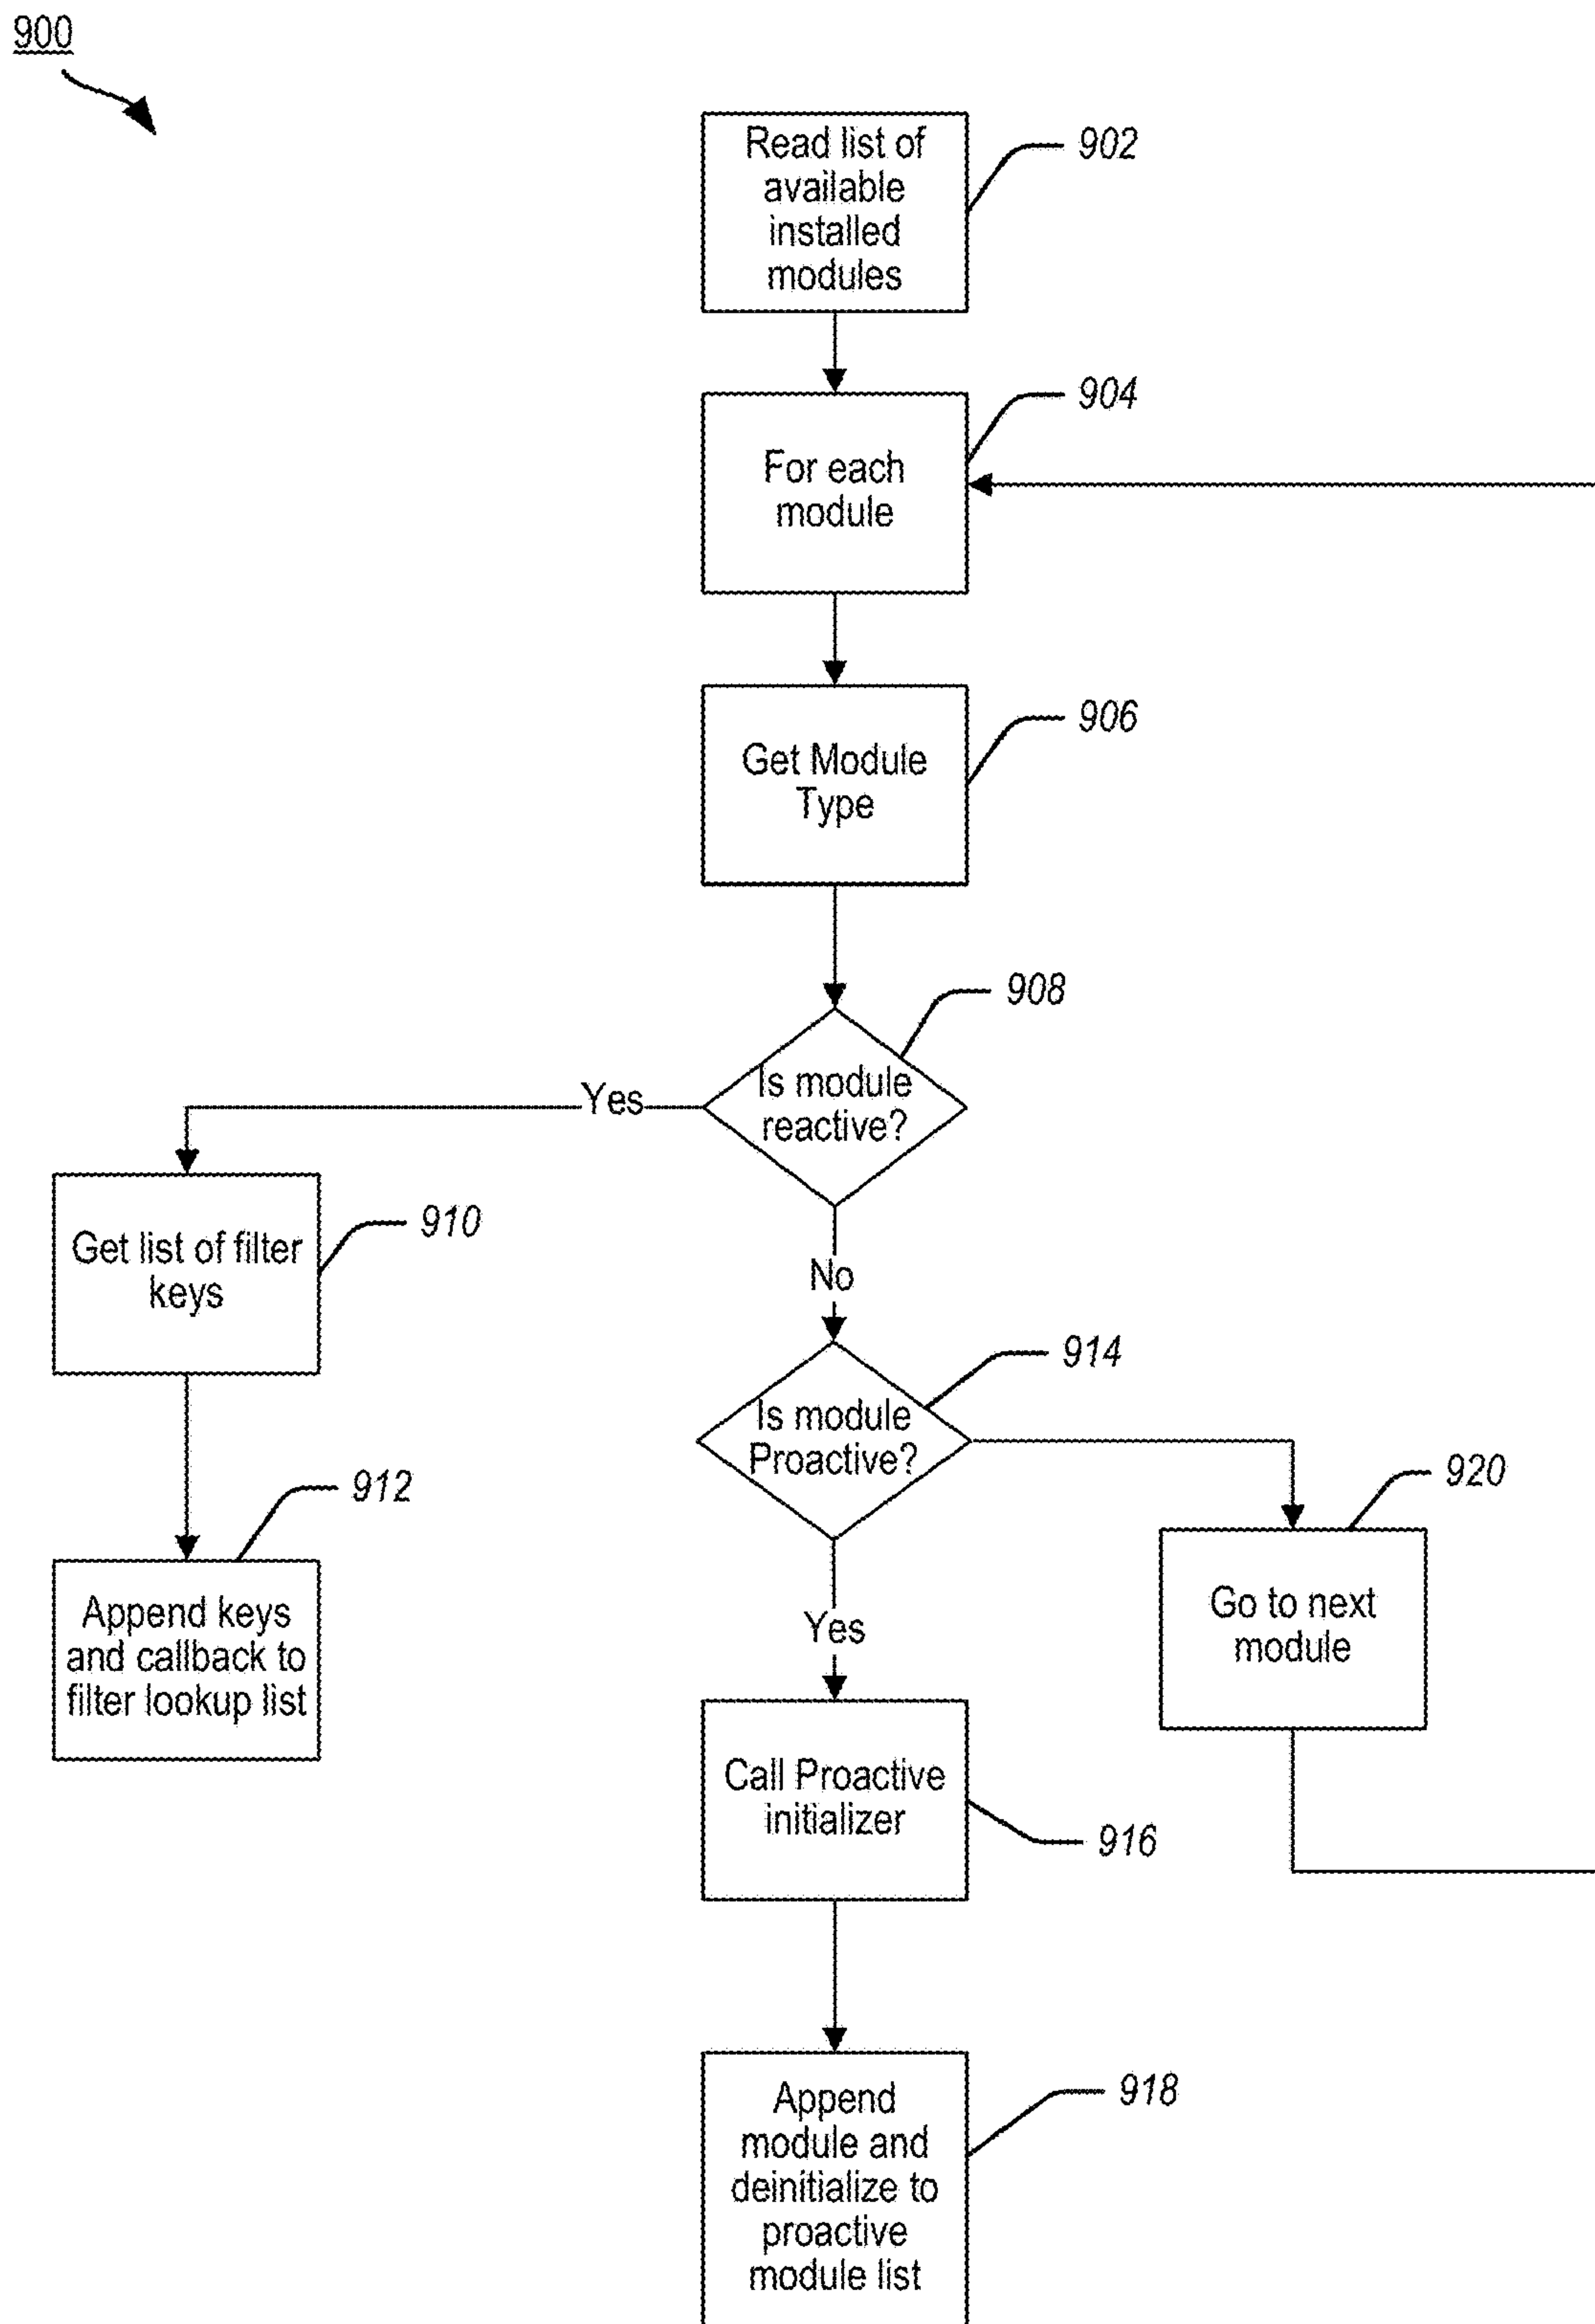 900
Read list of
available
installed
modules
902
For each
module
904
Get Module
Type
906
Is module
reactive?
908
Yes
No
Get list of filter
keys
910
Is module
Proactive?
914
Append keys
and callback to
filter lookup list
912
Yes
Go to next
module
920
Call Proactive
initializer
916
Append
module and
deinitialize to
proactive
module list
918